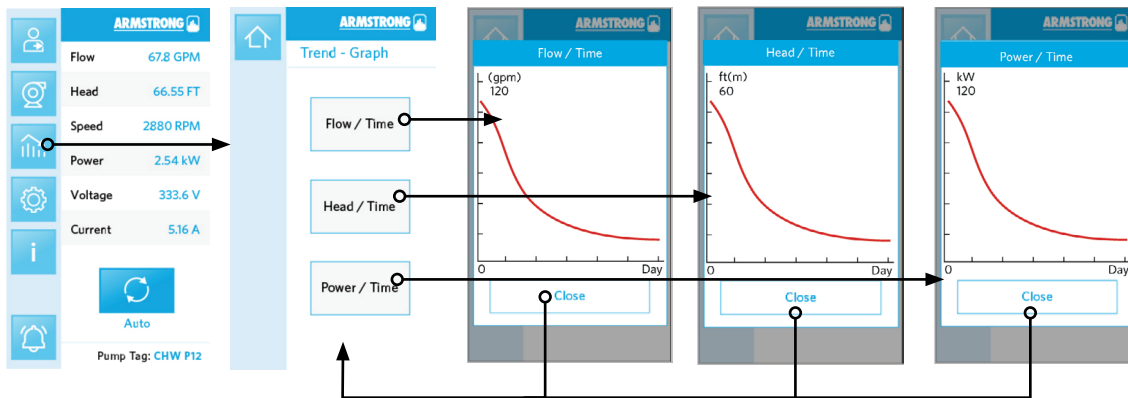 ARMSTRONG
Flow 67.8 GPM
Head 66.55 FT
Speed 2880 RPM
Power 2.54 kW
Voltage 333.6 V
Current 5.16 A
i
Auto
Pump Tag: CHW P12
ARMSTRONG
Trend - Graph
Flow / Time
Head / Time
Power / Time
ARMSTRONG
Flow / Time
(gpm)
120
0 Day
Close
ARMSTRONG
Head / Time
ft(m)
60
0 Day
Close
ARMSTRONG
Power / Time
kW
120
0 Day
Close